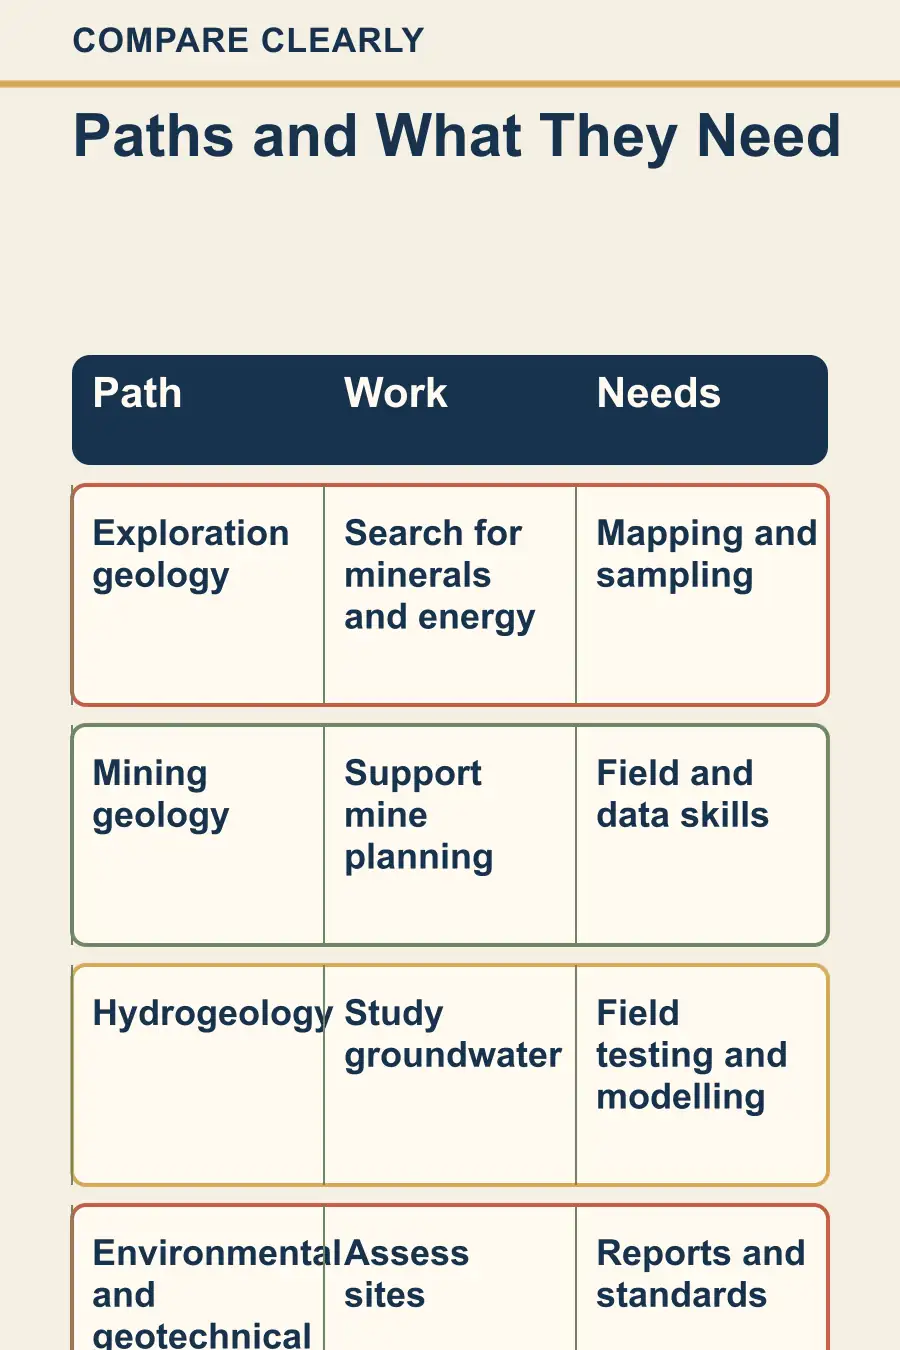 COMPARE CLEARLY
Paths and What They Need
Path Work Needs
Exploration
geology
Search for
minerals
and energy
Mapping and
sampling
Mining
geology
Support
mine
planning
Field and
data skills
Hydrogeology
Study
groundwater
Field
testing and
modelling
Environmental
and
geotechnical
Assess
sites
Reports and
standards